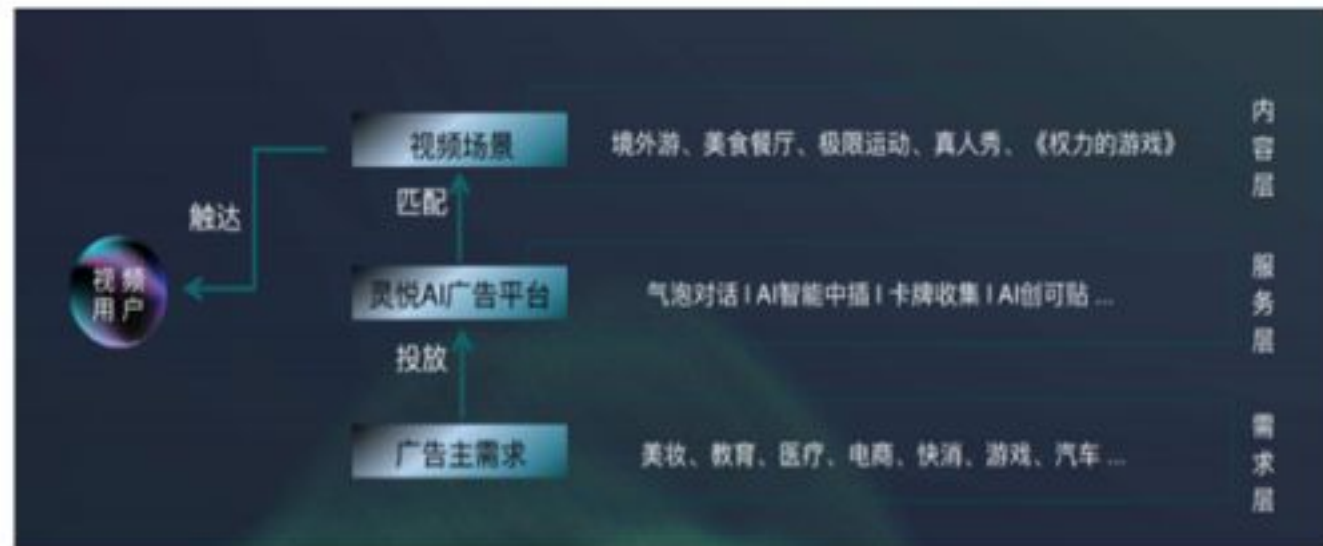 视频场景
境外游、美食餐厅、极限运动、真人秀、《权力的游戏》
内容层
匹配
触达
视频
用户
灵悦AI广告平台
气泡对话 I AI智能中插 I 卡牌收集 I AI创可贴 ...
服务层
投放
广告主需求
美妆、教育、医疗、电商、快消、游戏、汽车 ...
需求层